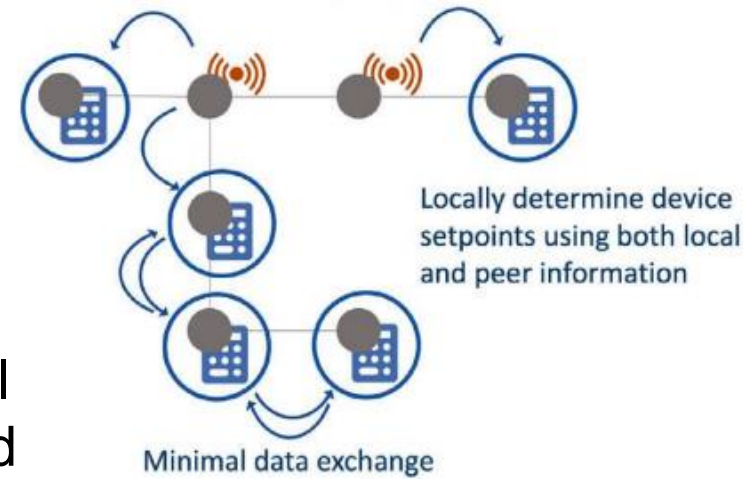 Locally determine device
setpoints using both local
and peer information
l
d
Minimal data exchange